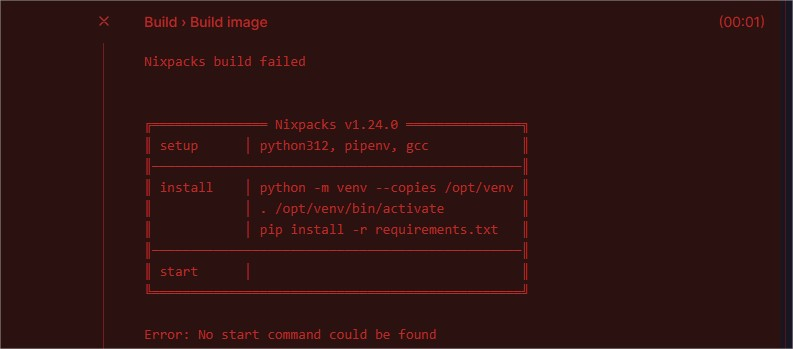 Build › Build image (00:01)
Nixpacks build failed
Nixpacks v1.24.0
setup | python312, pipenv, gcc
install | python -m venv --copies /opt/venv
| . /opt/venv/bin/activate
| pip install -r requirements.txt
start |
Error: No start command could be found